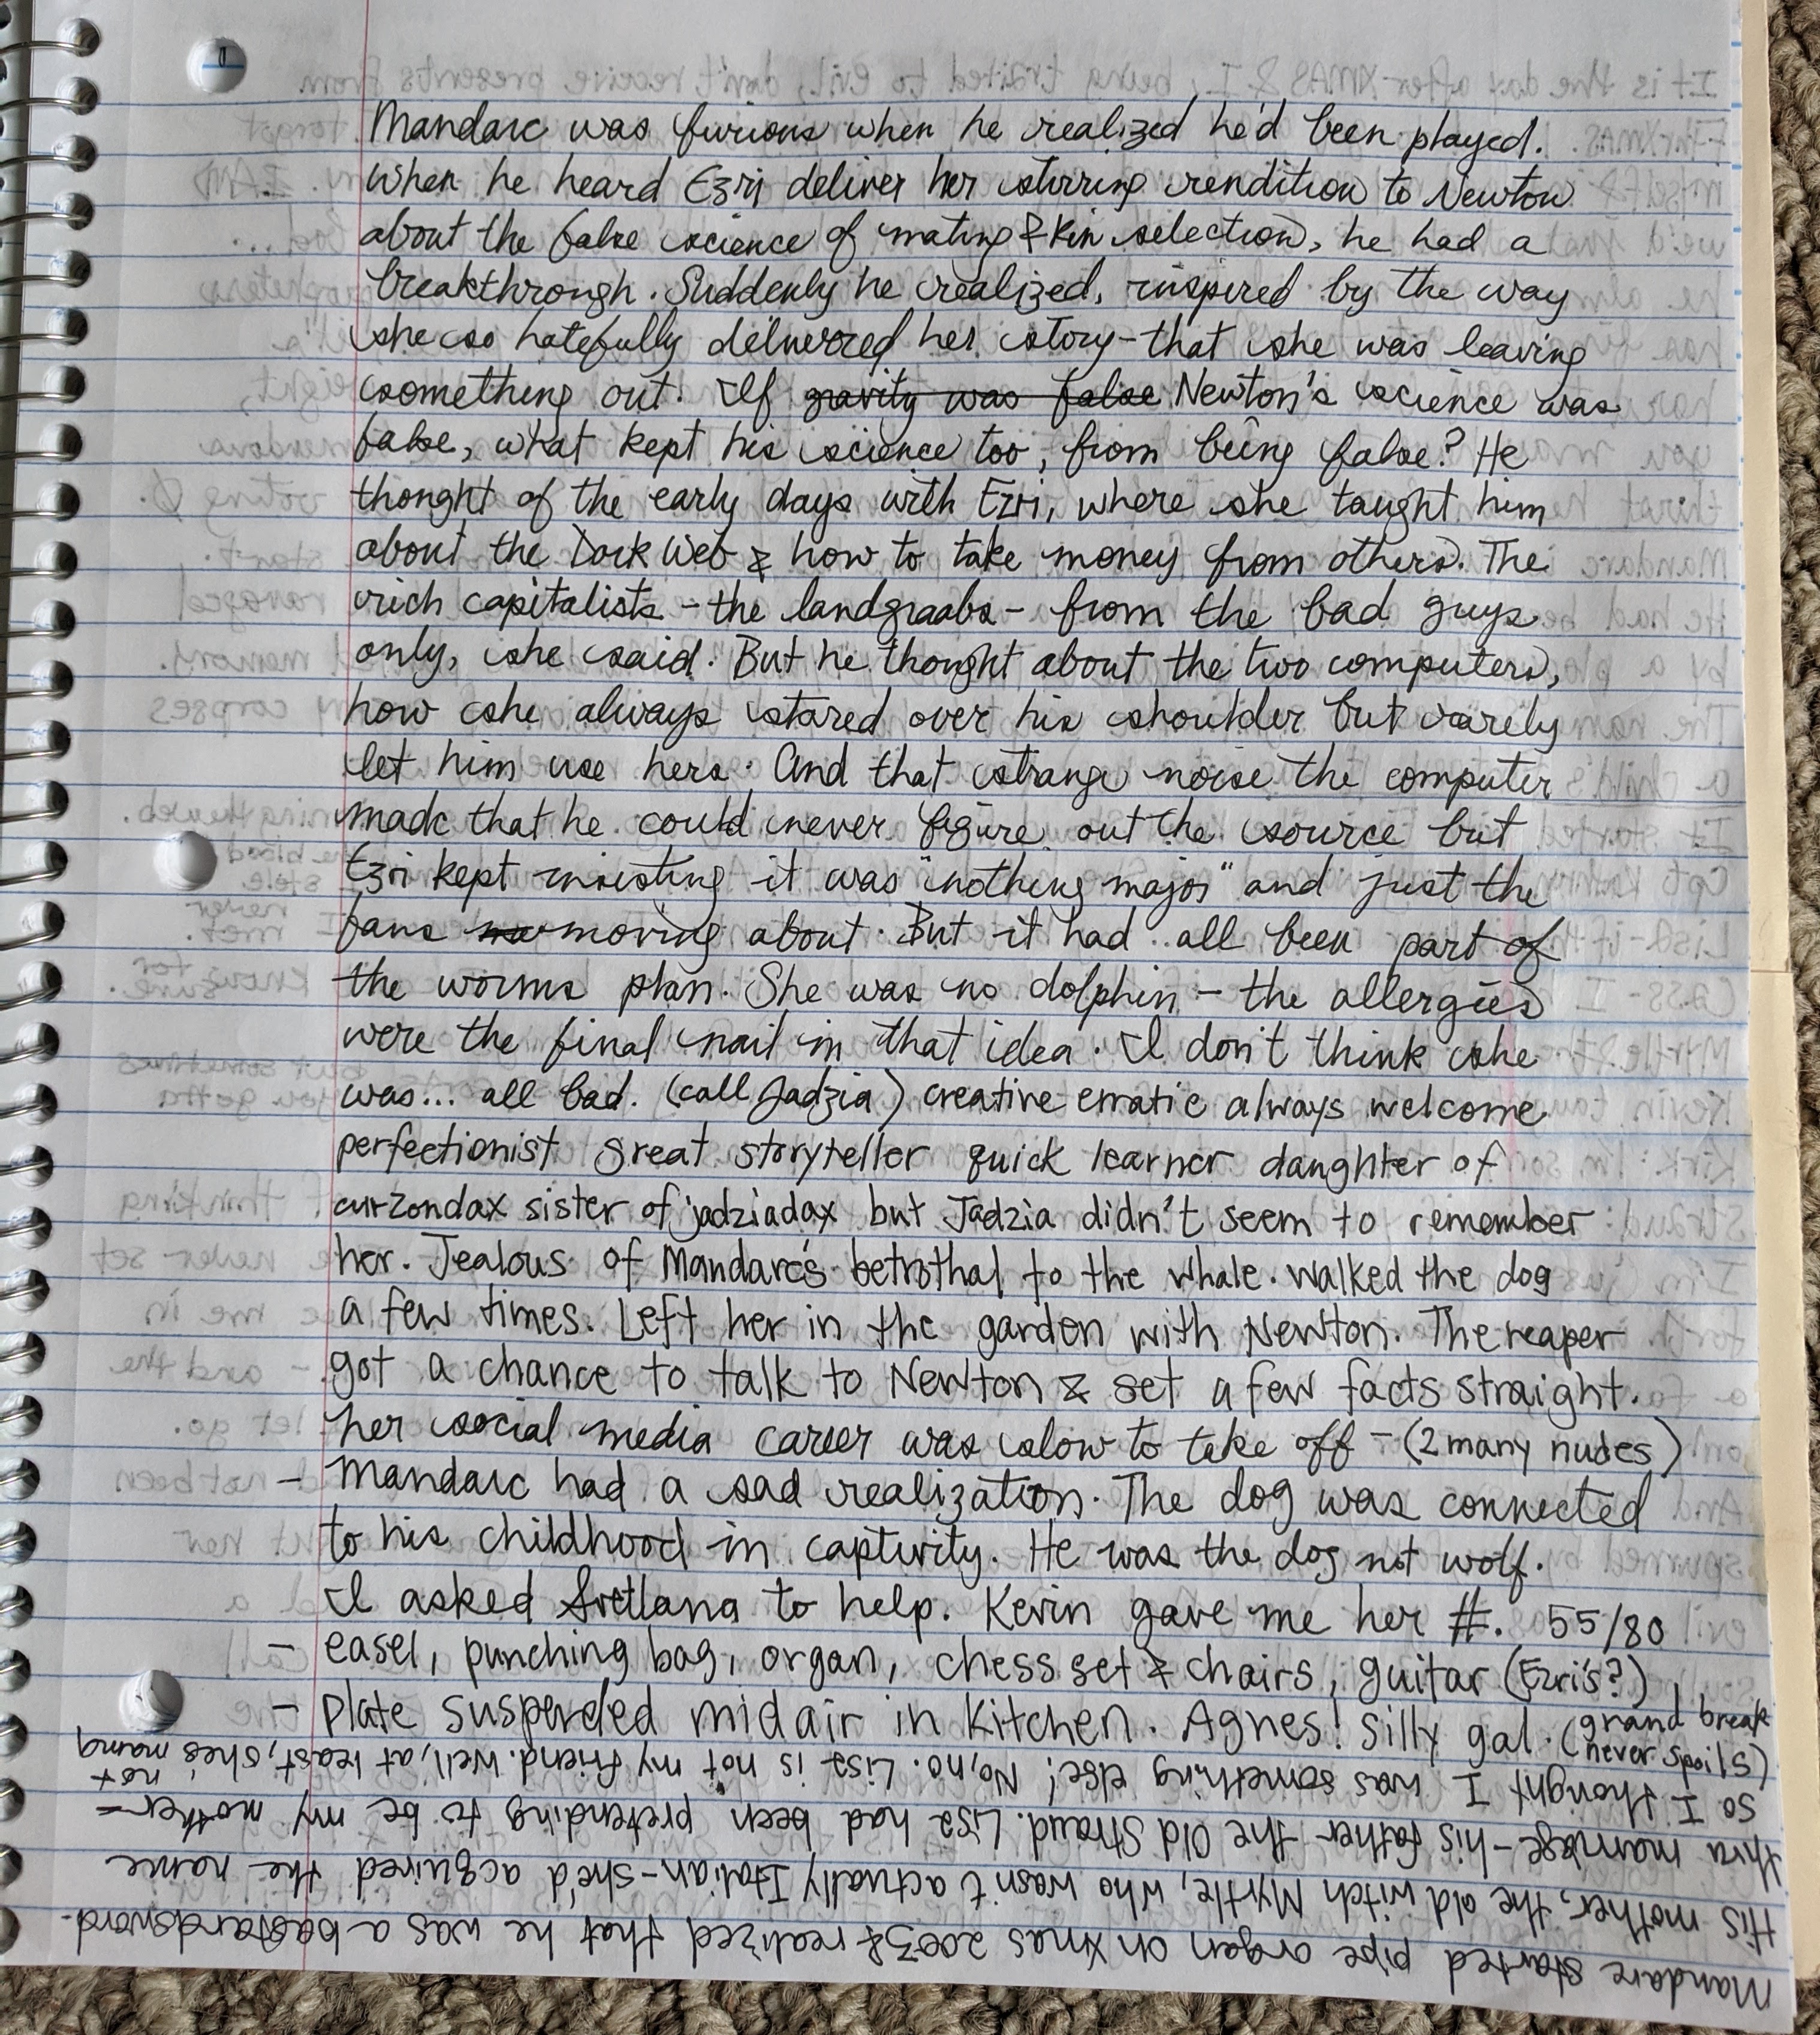 Mandarc was furious when he realized he'd been played.
When he heard Ezri deliver her stirring rendition to Newton
about the false science of mating & kin selection, he had a
breakthrough. Suddenly he realized, inspired by the way
she so hatefully delivered her story - that she was leaving
something out. If gravity was false Newton's science was
false, what kept his science too, from being false? He
thought of the early days with Ezri, where she taught him
about the Dark Web & how to take money from others. The
rich capitalists - the landgraabs - from the bad guys
only, she said. But he thought about the two computers,
how she always stared over his shoulder but rarely
let him use hers. And that strange noise the computer
made that he could never figure out the source but
Ezri kept insisting it was "nothing major" and just the
fans moving about. But it had all been part of
the worms plan. She was no dolphin - the allergies
were the final nail in that idea. I don't think she
was... all bad. (call Jadzia) creative erratic always welcome
perfectionist great storyteller quick learner daughter of
curzondax sister of jadziadax but Jadzia didn't seem to remember
her. Jealous of Mandarc's betrothal to the whale. Walked the dog
a few times. Left her in the garden with Newton. The reaper
got a chance to talk to Newton & set a few facts straight.
her social media career was slow to take off - (2 many nudes)
- Mandarc had a sad realization. The dog was connected
to his childhood in captivity. He was the dog not wolf.
I asked Svetlana to help. Kevin gave me her #. 55/80
- easel, punching bag, organ, chess set & chairs, guitar (Ezri's?)
- Plate suspended midair in kitchen. Agnes! Silly gal. (grand break
never spoils)
Mandarc started pipe organ on Xmas 2003 & realized that he was a bastardsword.
His mother, the old witch Myrtle, who wasn't actually Italian - she'd acquired the name
thru marriage - his father the Old Straud. Lisa had been pretending to be my mother -
so I thought I was something else! No, no. Lisa is not my friend. Well, at least, she's not mama